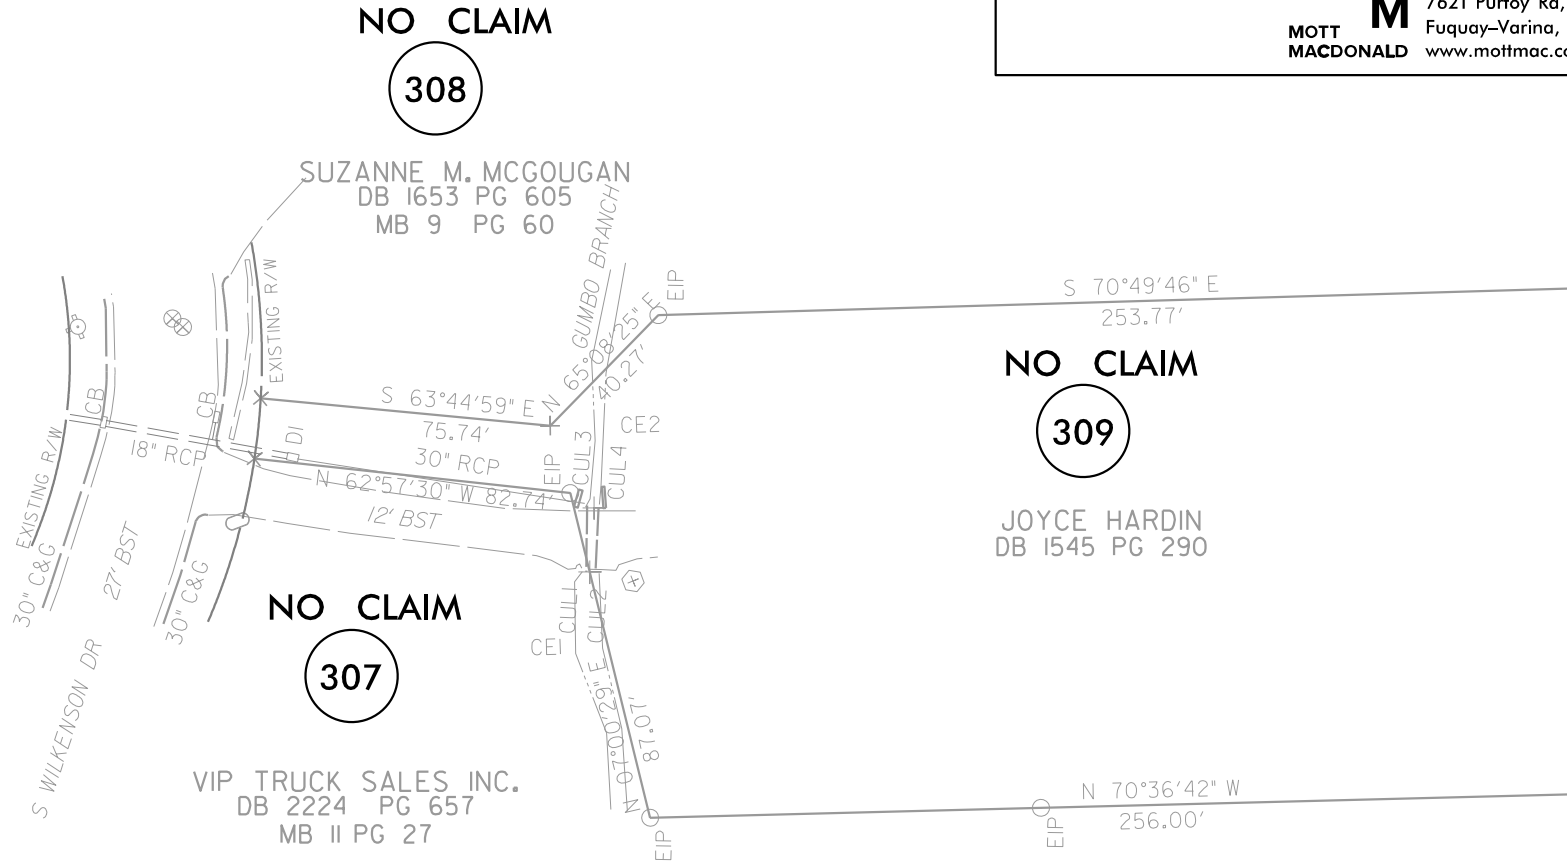 NO CLAIM
308
SUZANNE M. MCGOUGAN
DB 1653 PG 605
MB 9 PG 60
MOTT
MACDONALD
M
7621 Purfoy Rd,
Fuquay-Varina,
www.mottmac.co
GUMBO BRANCH
EXISTING R/W
EIP
S 70°49'46" E
253.77'
N 65°08'25" E
40.27'
NO CLAIM
309
JOYCE HARDIN
DB 1545 PG 290
CB
CB
DI
S 63°44'59" E
75.74'
30" RCP
N 62°57'30" W 82.74'
EIP
CUL3
CUL4
CE2
18" RCP
EXISTING R/W
12' BST
27' BST
30" C&G
30" C&G
S WILKENSON DR
NO CLAIM
307
VIP TRUCK SALES INC.
DB 2224 PG 657
MB 11 PG 27
CUL1
CUL2
CE1
N 07°00'29" E
87.07'
EIP
N 70°36'42" W
256.00'
EIP